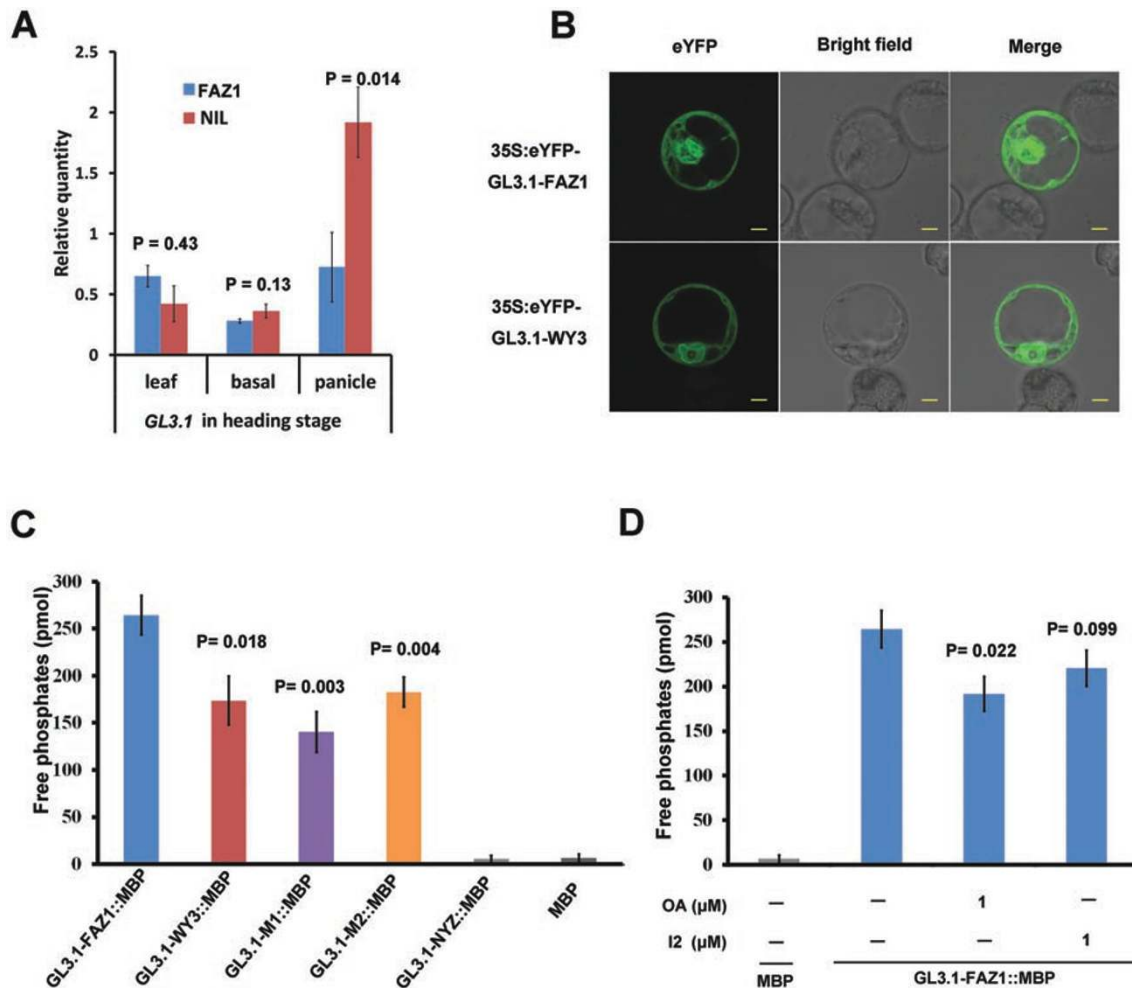 A
2.5
2
1.5
1
0.5
0
Relative quantity
FAZ1
NIL
P = 0.014
P = 0.43
P = 0.13
leaf basal panicle
GL3.1 in heading stage
B
eYFP Bright field Merge
35S:eYFP-
GL3.1-FAZ1
35S:eYFP-
GL3.1-WY3
C
300
250
200
150
100
50
0
Free phosphates (pmol)
P= 0.018
P= 0.003
P= 0.004
GL3.1-FAZ1::MBP
GL3.1-WY3::MBP
GL3.1-M1::MBP
GL3.1-M2::MBP
GL3.1-NYZ::MBP
MBP
D
300
250
200
150
100
50
0
Free phosphates (pmol)
P= 0.022
P= 0.099
OA (μM) — — 1 —
I2 (μM) — — — 1
MBP GL3.1-FAZ1::MBP